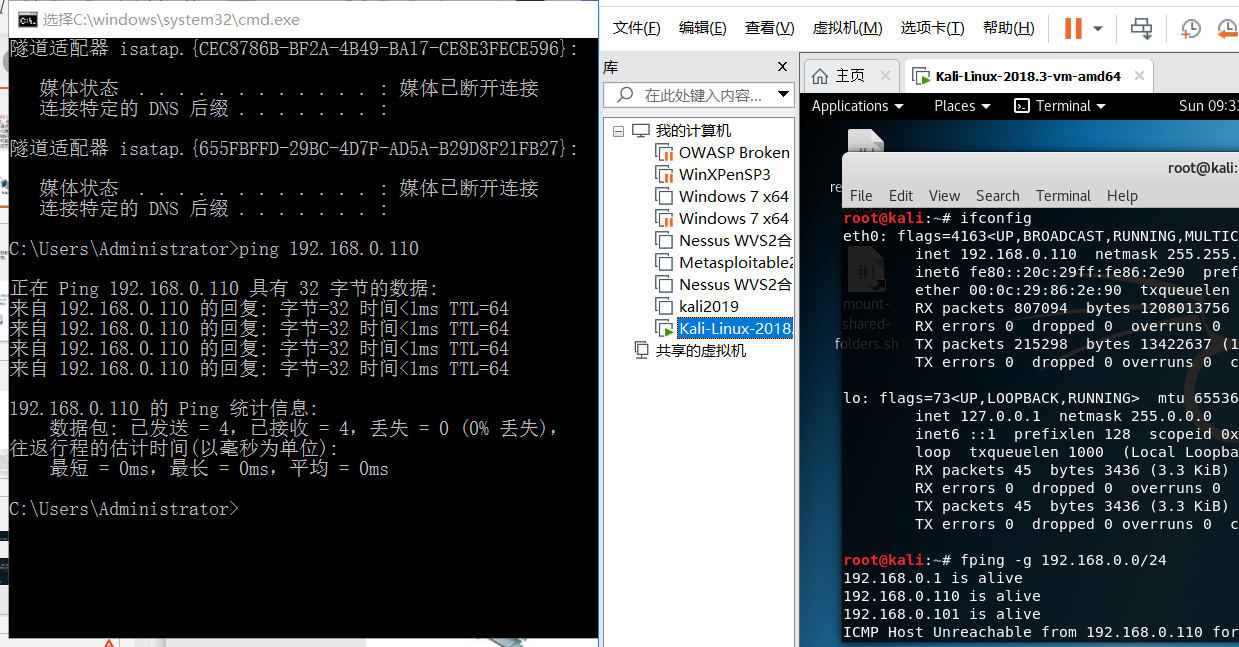 选择C:\windows\system32\cmd.exe
隧道适配器 isatap.{CEC8786B-BF2A-4B49-BA17-CE8E3FECE596}:
媒体状态 . . . . . . . . . . . . : 媒体已断开连接
连接特定的 DNS 后缀 . . . . . . . :
隧道适配器 isatap.{655FBFFD-29BC-4D7F-AD5A-B29D8F21FB27}:
媒体状态 . . . . . . . . . . . . : 媒体已断开连接
连接特定的 DNS 后缀 . . . . . . . :
C:\Users\Administrator>ping 192.168.0.110
正在 Ping 192.168.0.110 具有 32 字节的数据:
来自 192.168.0.110 的回复: 字节=32 时间<1ms TTL=64
来自 192.168.0.110 的回复: 字节=32 时间<1ms TTL=64
来自 192.168.0.110 的回复: 字节=32 时间<1ms TTL=64
来自 192.168.0.110 的回复: 字节=32 时间<1ms TTL=64
192.168.0.110 的 Ping 统计信息:
数据包: 已发送 = 4，已接收 = 4，丢失 = 0 (0% 丢失)，
往返行程的估计时间(以毫秒为单位):
最短 = 0ms，最长 = 0ms，平均 = 0ms
C:\Users\Administrator>
文件(F) 编辑(E) 查看(V) 虚拟机(M) 选项卡(T) 帮助(H)
库
在此处键入内容...
我的计算机
OWASP Broken
WinXPenSP3
Windows 7 x64
Windows 7 x64
Nessus WVS2合
Metasploitable2
Nessus WVS2合
kali2019
Kali-Linux-2018.
共享的虚拟机
主页 Kali-Linux-2018.3-vm-amd64
Applications Places Terminal Sun 09:33
root@kali:
File Edit View Search Terminal Help
mount-
shared-
folders.sh
root@kali:~# ifconfig
eth0: flags=4163<UP,BROADCAST,RUNNING,MULTIC
inet 192.168.0.110 netmask 255.255.
inet6 fe80::20c:29ff:fe86:2e90 pref
ether 00:0c:29:86:2e:90 txqueuelen
RX packets 807094 bytes 1208013756
RX errors 0 dropped 0 overruns 0
TX packets 215298 bytes 13422637 (1
TX errors 0 dropped 0 overruns 0 c
lo: flags=73<UP,LOOPBACK,RUNNING> mtu 65536
inet 127.0.0.1 netmask 255.0.0.0
inet6 ::1 prefixlen 128 scopeid 0x
loop txqueuelen 1000 (Local Loopba
RX packets 45 bytes 3436 (3.3 KiB)
RX errors 0 dropped 0 overruns 0
TX packets 45 bytes 3436 (3.3 KiB)
TX errors 0 dropped 0 overruns 0 c
root@kali:~# fping -g 192.168.0.0/24
192.168.0.1 is alive
192.168.0.110 is alive
192.168.0.101 is alive
ICMP Host Unreachable from 192.168.0.110 for